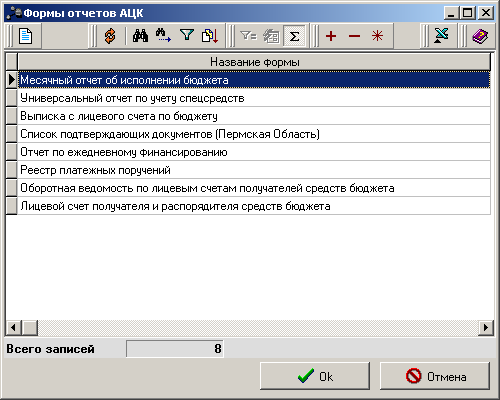 Формы отчетов АЦК
Название формы
Месячный отчет об исполнении бюджета
Универсальный отчет по учету спецсредств
Выписка с лицевого счета по бюджету
Список подтверждающих документов (Пермская Область)
Отчет по ежедневному финансированию
Реестр платежных поручений
Оборотная ведомость по лицевым счетам получателей средств бюджета
Лицевой счет получателя и распорядителя средств бюджета
Всего записей 8
Ok Отмена